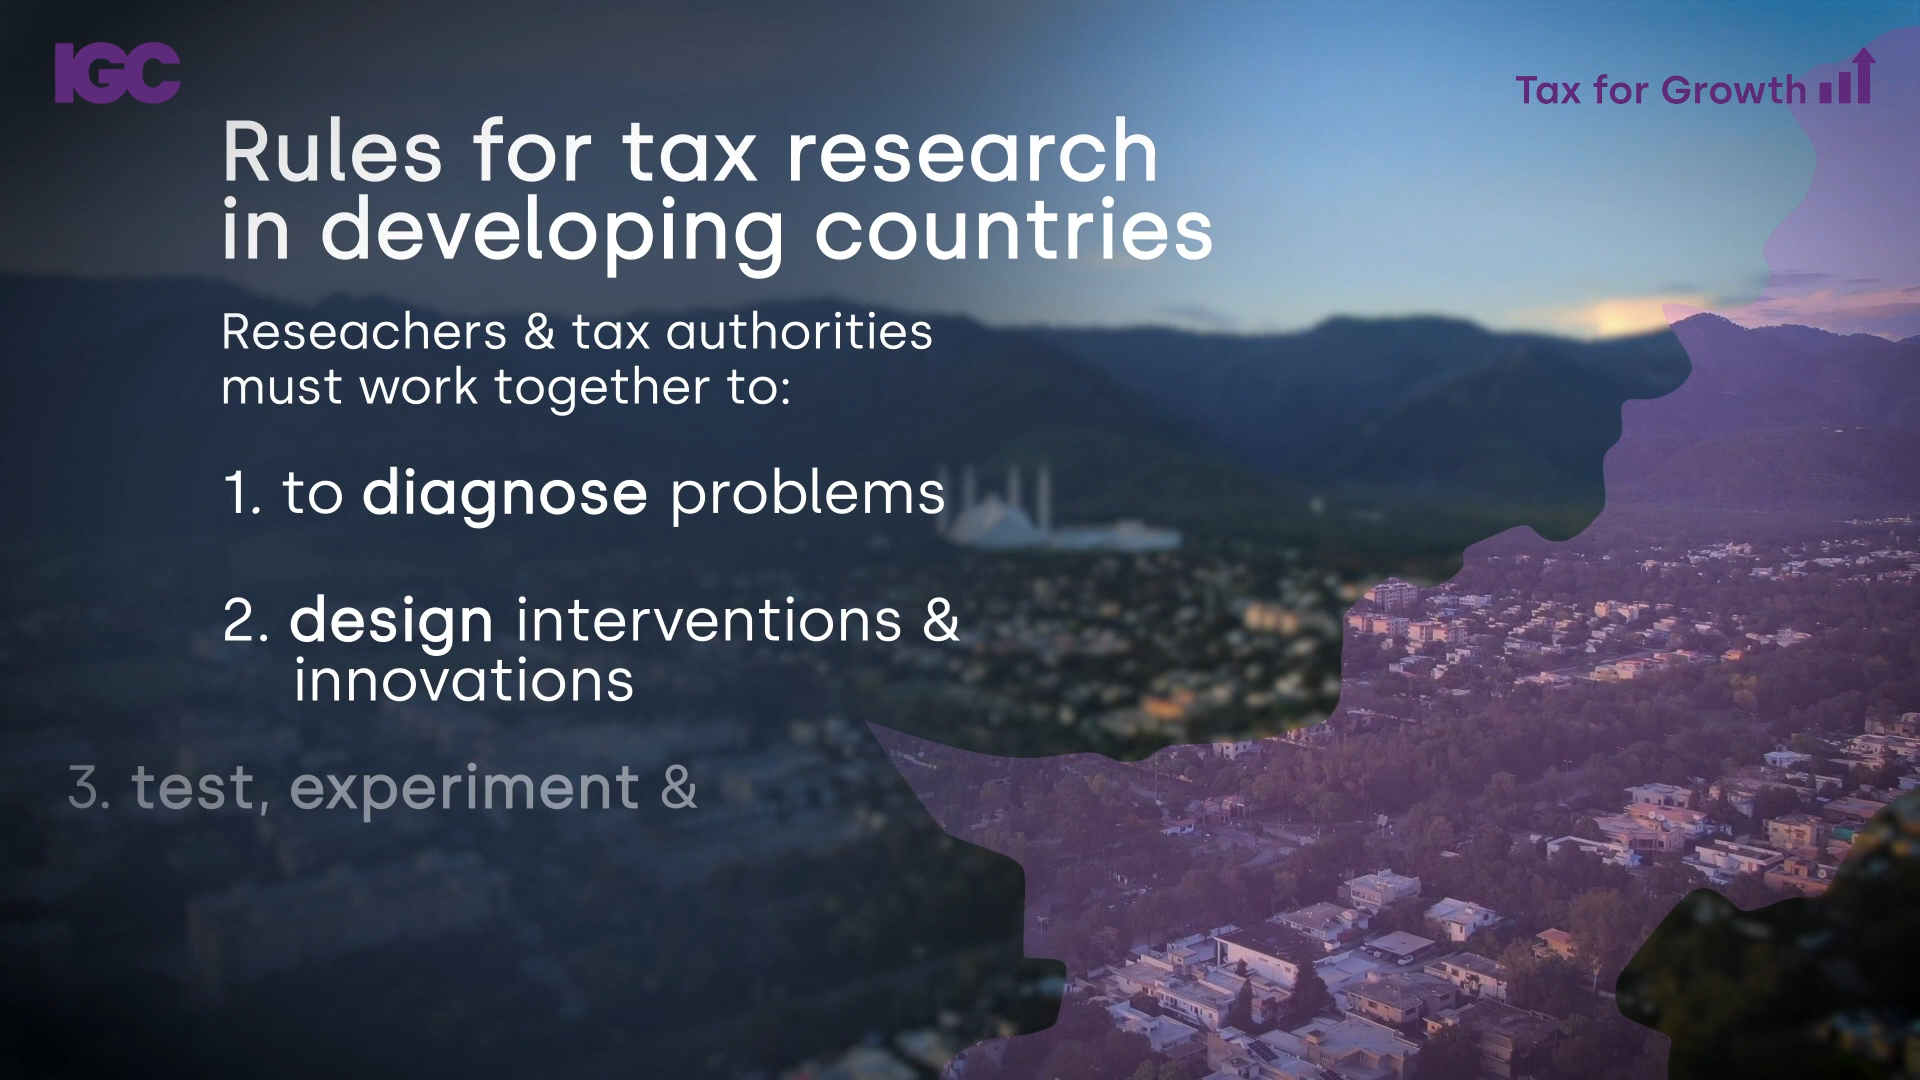 IGC
Tax for Growth
Rules for tax research
in developing countries
Reseachers & tax authorities
must work together to:
1. to diagnose problems
2. design interventions &
innovations
3. test, experiment &